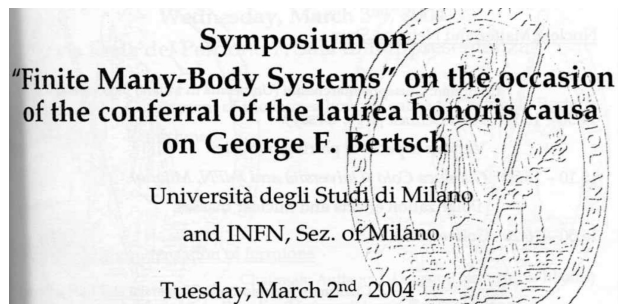 Symposium on
"Finite Many-Body Systems" on the occasion
of the conferral of the laurea honoris causa
on George F. Bertsch
Università degli Studi di Milano
and INFN, Sez. of Milano
Tuesday, March 2nd, 2004